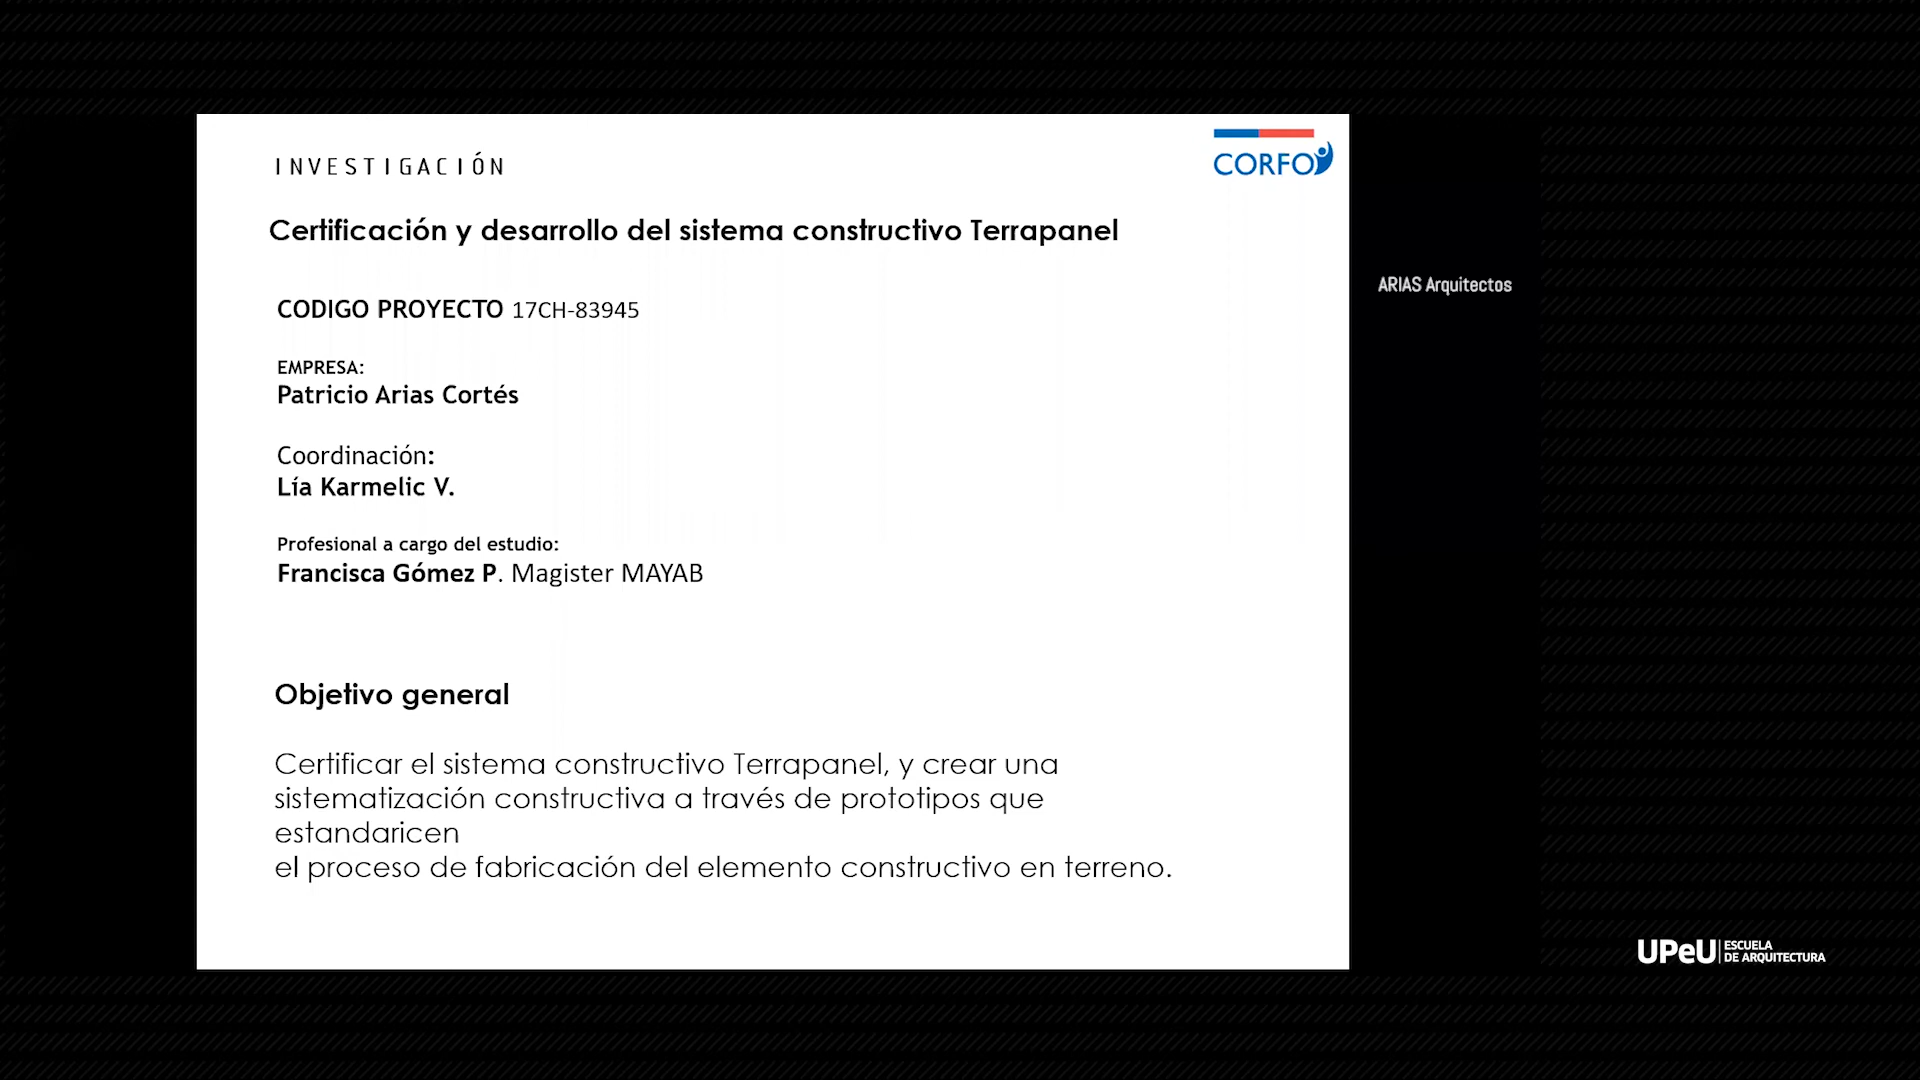 INVESTIGACIÓN
CORFO
Certificación y desarrollo del sistema constructivo Terrapanel
CODIGO PROYECTO 17CH-83945
EMPRESA:
Patricio Arias Cortés
Coordinación:
Lía Karmelic V.
Profesional a cargo del estudio:
Francisca Gómez P. Magister MAYAB
Objetivo general
Certificar el sistema constructivo Terrapanel, y crear una
sistematización constructiva a través de prototipos que
estandaricen
el proceso de fabricación del elemento constructivo en terreno.
ARIAS Arquitectos
UPeU ESCUELA
DE ARQUITECTURA